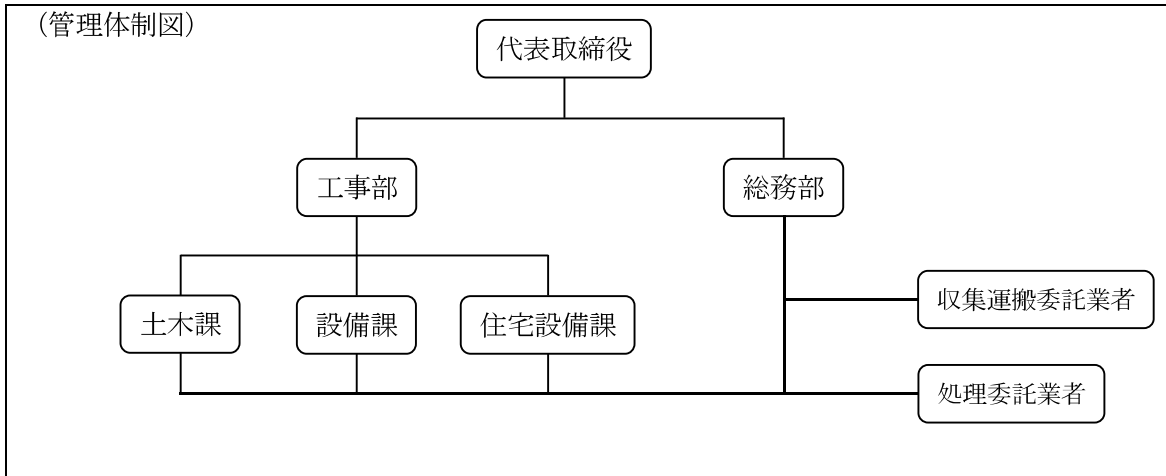 （管理体制図）
代表取締役
工事部
総務部
土木課
設備課
住宅設備課
収集運搬委託業者
処理委託業者